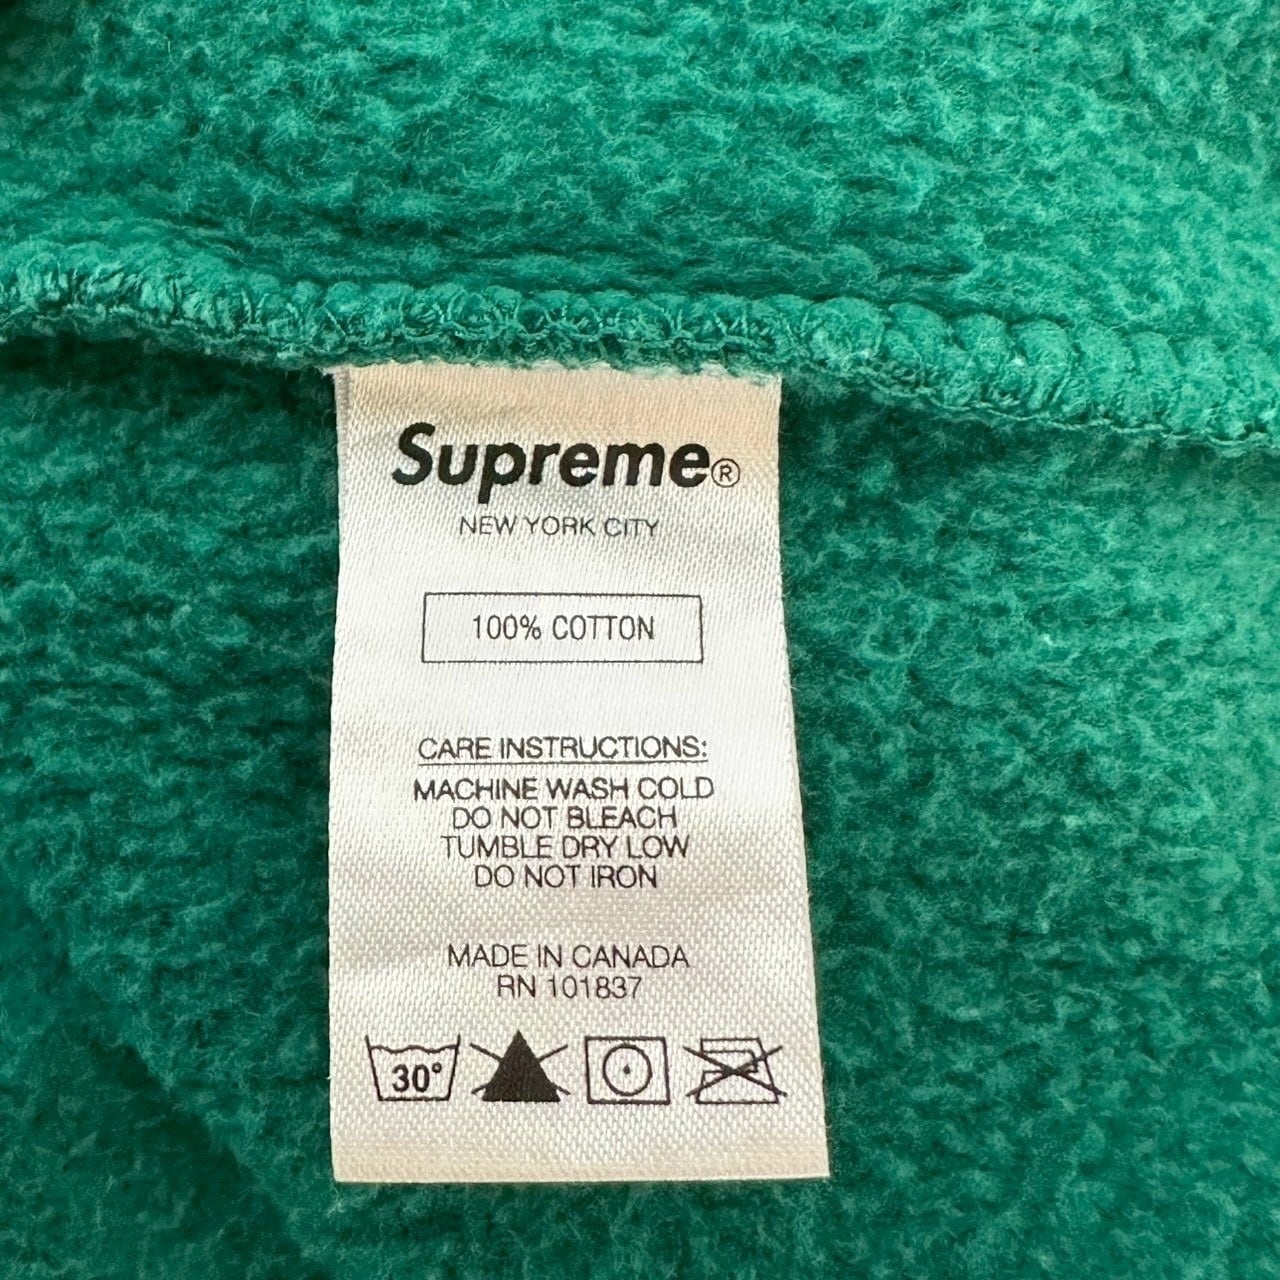 Supreme®
NEW YORK CITY
100% COTTON
CARE INSTRUCTIONS:
MACHINE WASH COLD
DO NOT BLEACH
TUMBLE DRY LOW
DO NOT IRON
MADE IN CANADA
RN 101837
30°